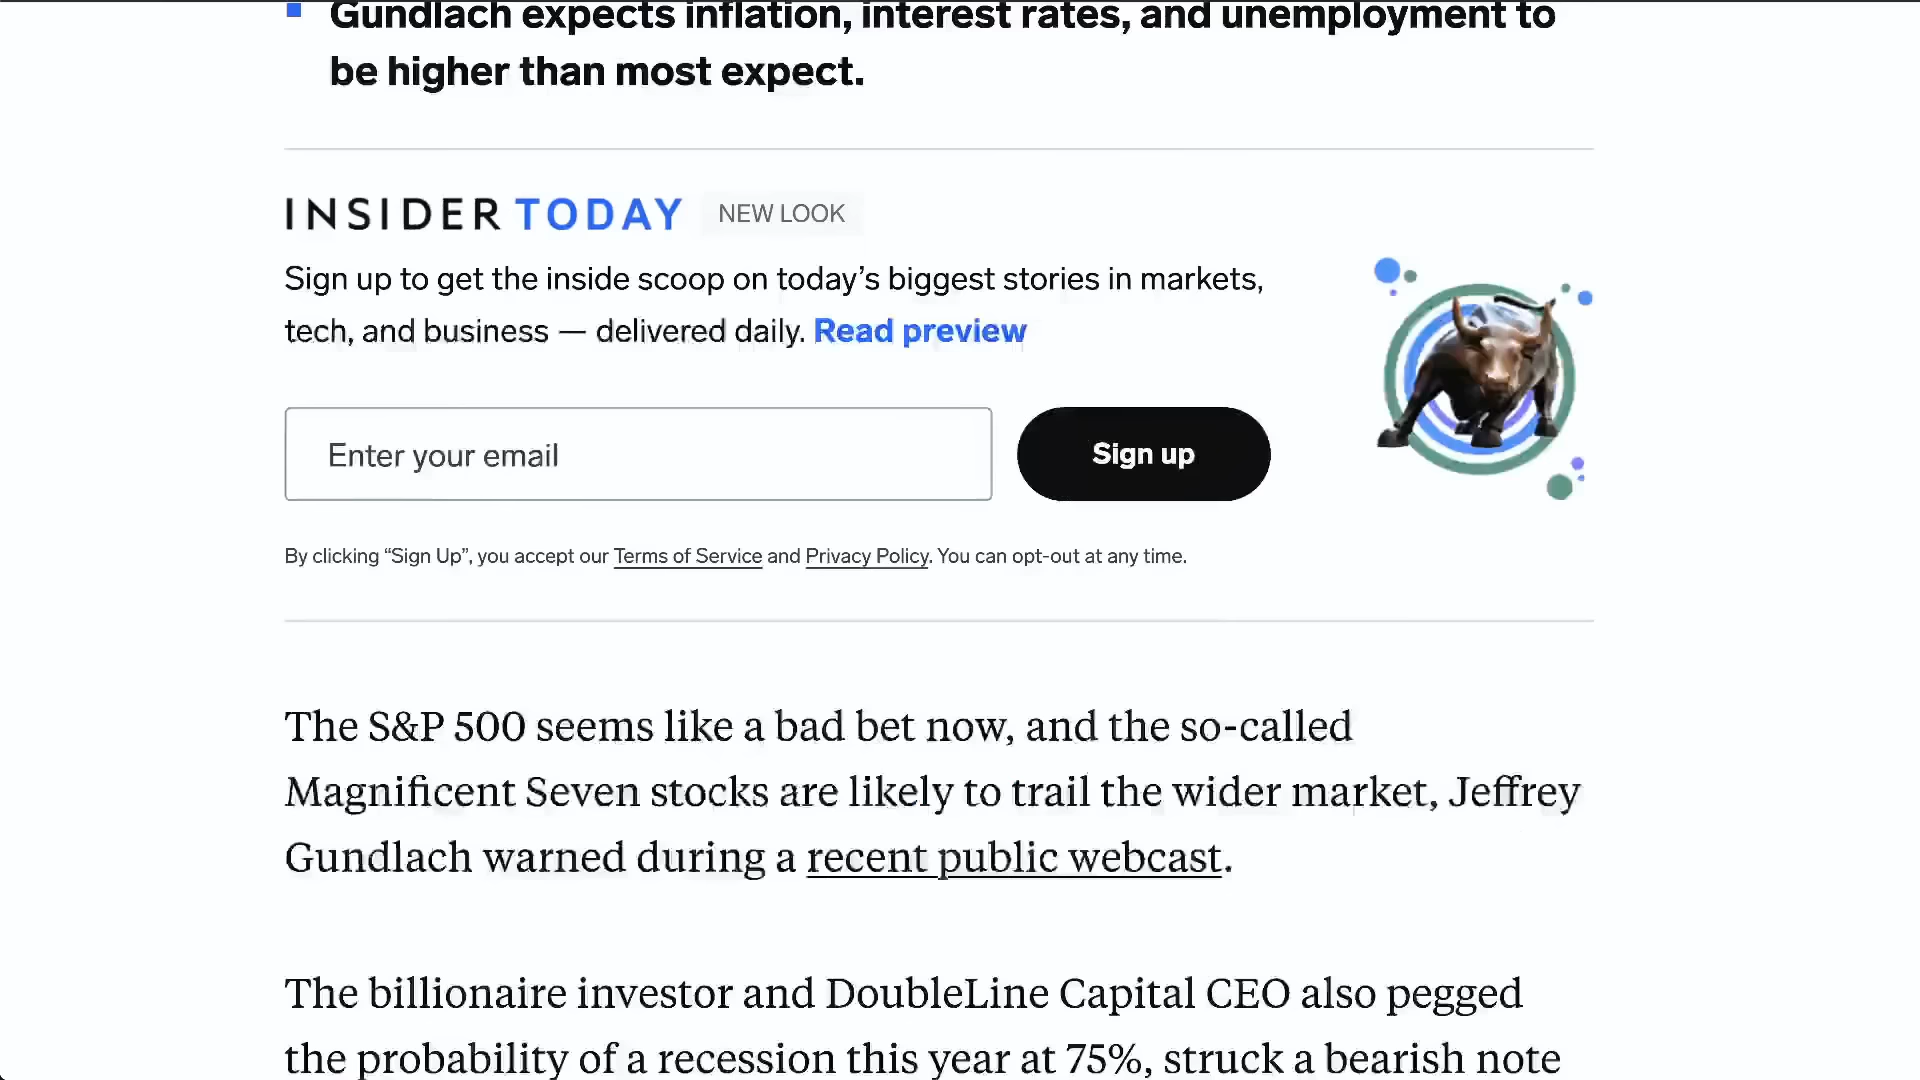 Gundlach expects inflation, interest rates, and unemployment to
be higher than most expect.
INSIDER TODAY NEW LOOK
Sign up to get the inside scoop on today’s biggest stories in markets,
tech, and business — delivered daily. Read preview
Enter your email
Sign up
By clicking “Sign Up”, you accept our Terms of Service and Privacy Policy. You can opt-out at any time.
The S&P 500 seems like a bad bet now, and the so-called
Magnificent Seven stocks are likely to trail the wider market, Jeffrey
Gundlach warned during a recent public webcast.
The billionaire investor and DoubleLine Capital CEO also pegged
the probability of a recession this year at 75%, struck a bearish note